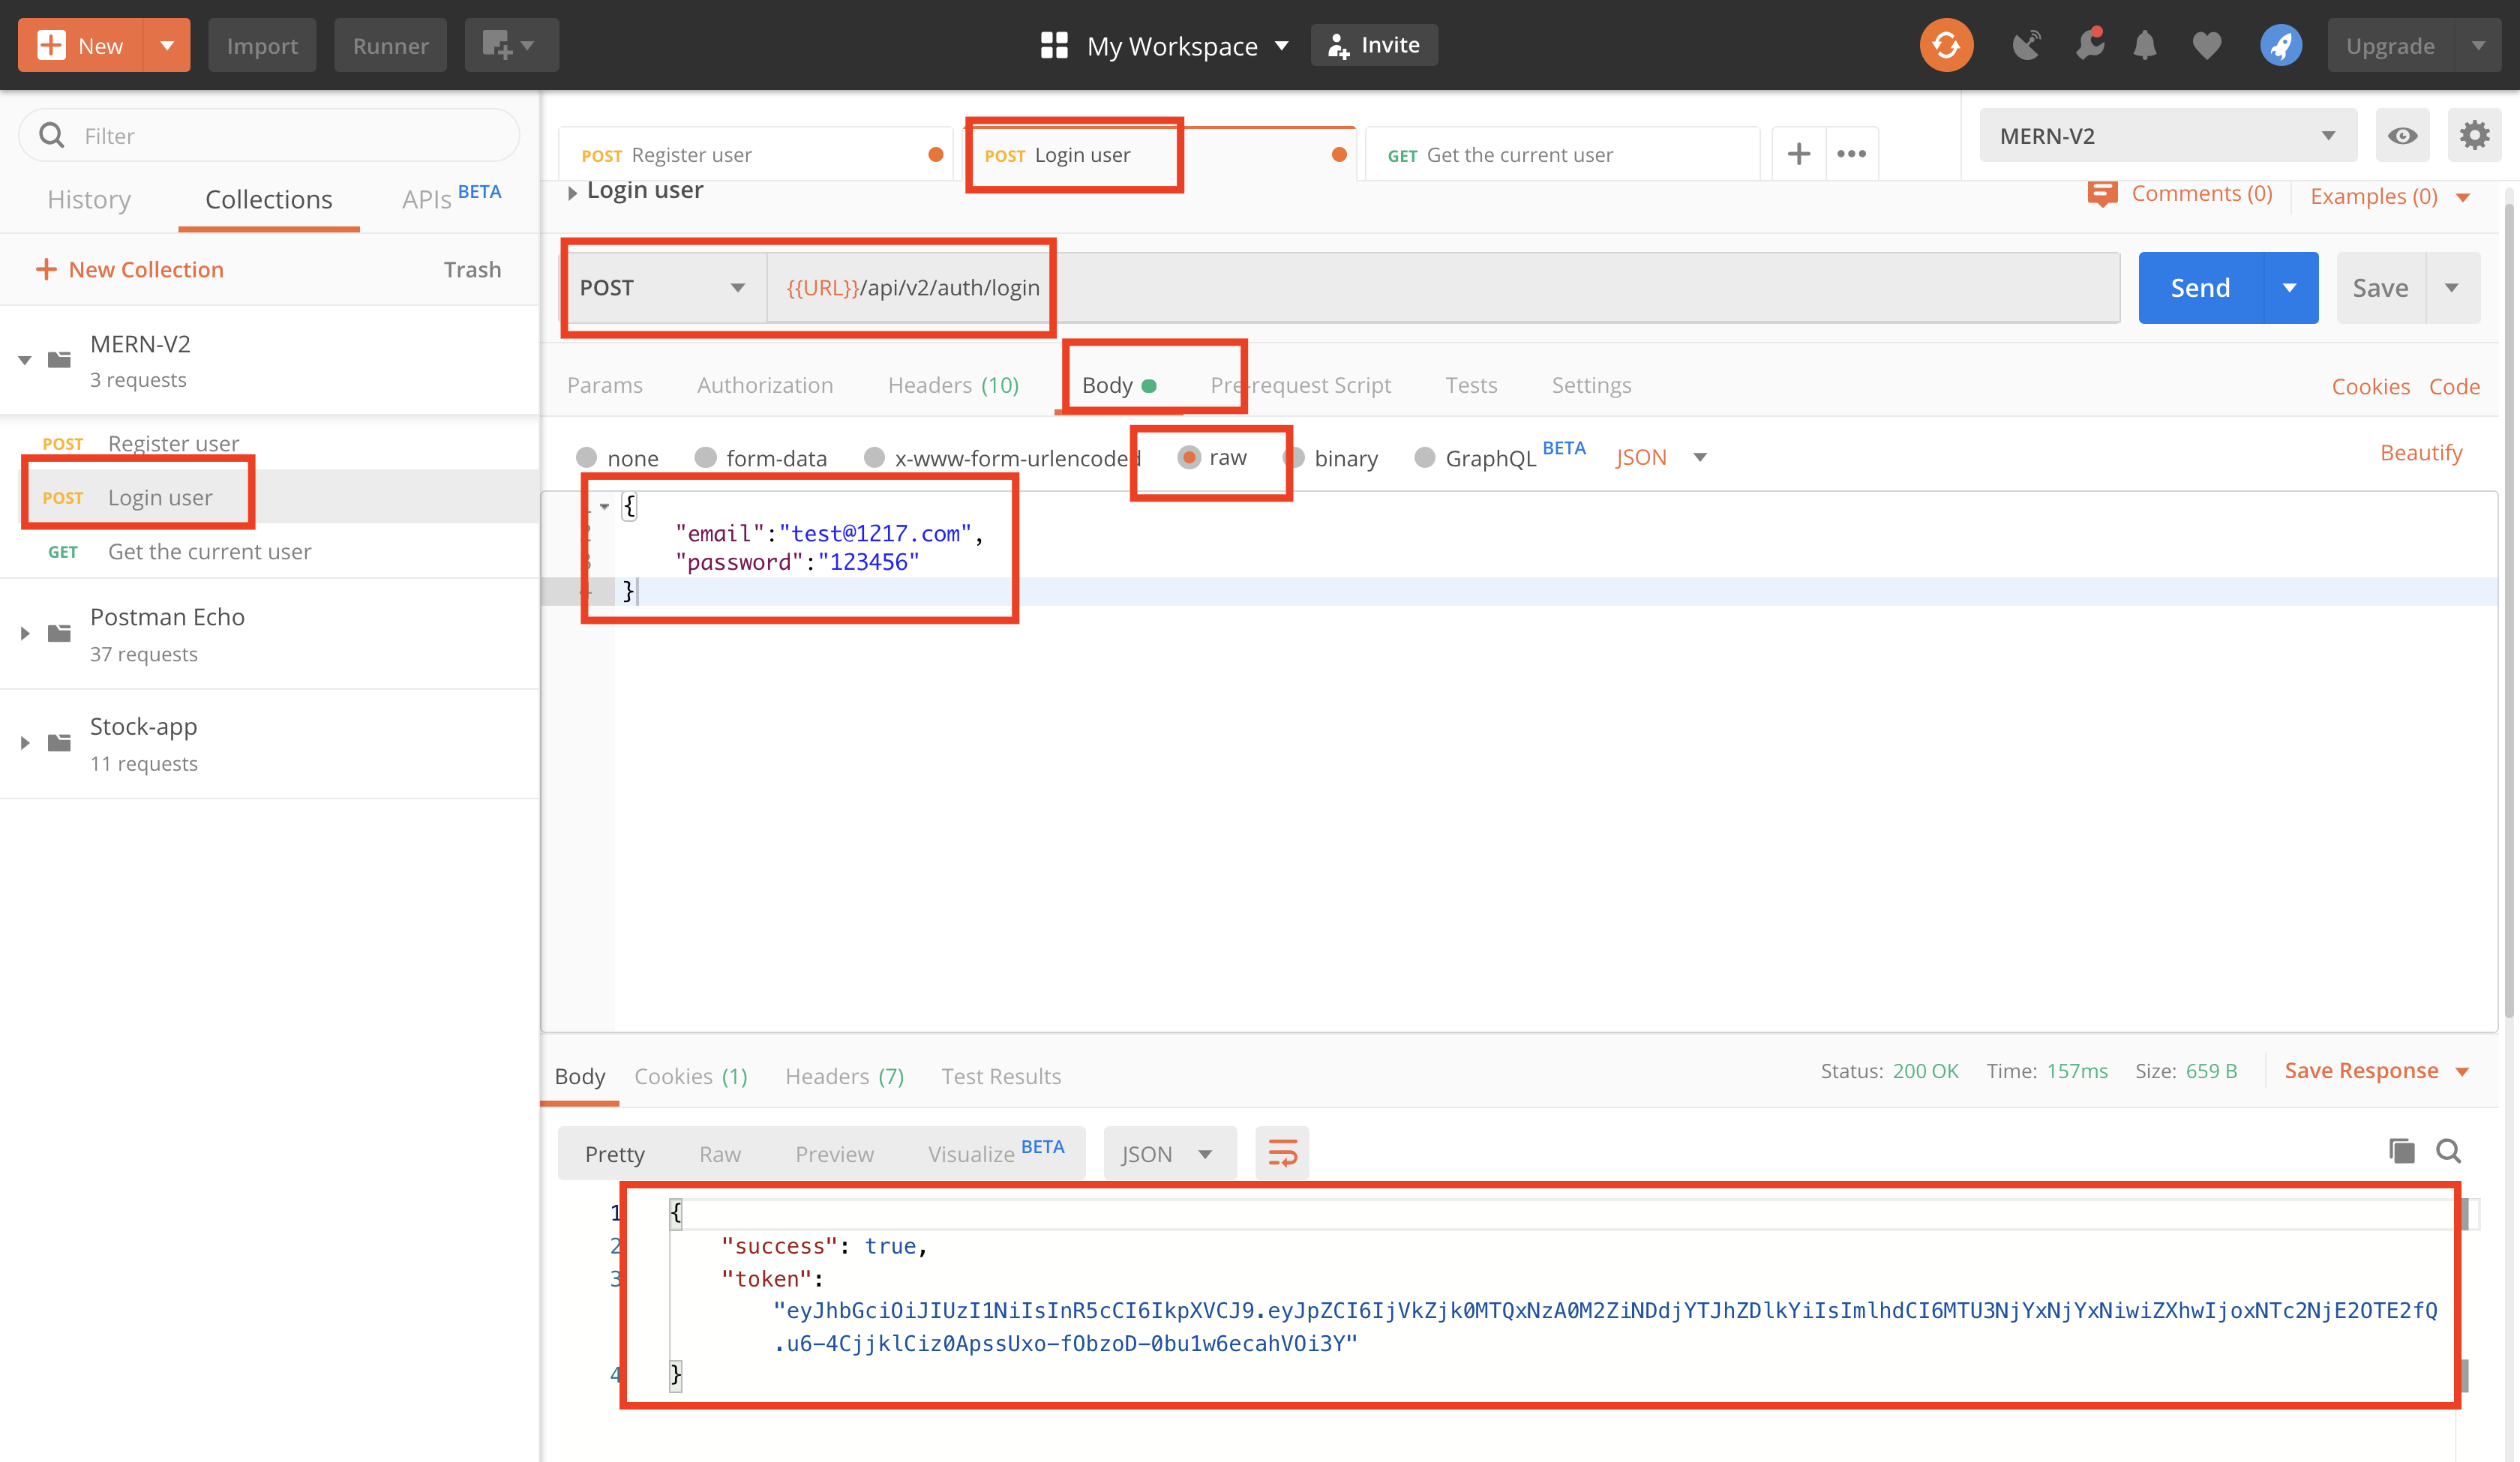 New
Import
Runner
My Workspace
Invite
Upgrade
Filter
History
Collections
APIs BETA
New Collection
Trash
MERN-V2
3 requests
POST Register user
POST Login user
GET Get the current user
Postman Echo
37 requests
Stock-app
11 requests
POST Register user
POST Login user
GET Get the current user
MERN-V2
Login user
Comments (0)
Examples (0)
POST
{{URL}}/api/v2/auth/login
Send
Save
Params
Authorization
Headers (10)
Body
Pre-request Script
Tests
Settings
Cookies
Code
none
form-data
x-www-form-urlencoded
raw
binary
GraphQL BETA
JSON
Beautify
{
"email":"test@1217.com",
"password":"123456"
}
Body
Cookies (1)
Headers (7)
Test Results
Status: 200 OK
Time: 157ms
Size: 659 B
Save Response
Pretty
Raw
Preview
Visualize BETA
JSON
1 {
2 "success": true,
3 "token":
"eyJhbGciOiJIUzI1NiIsInR5cCI6IkpXVCJ9.eyJpZCI6IjVkZjk0MTQxNzA0M2ZiNDdjYTJhZDlkYiIsImlhdCI6MTU3NjYxNjYxNiwiZXhwIjoxNTc2NjE2OTE2fQ
.u6-4CjjklCiz0ApssUxo-fObzoD-0bu1w6ecahVOi3Y"
4 }